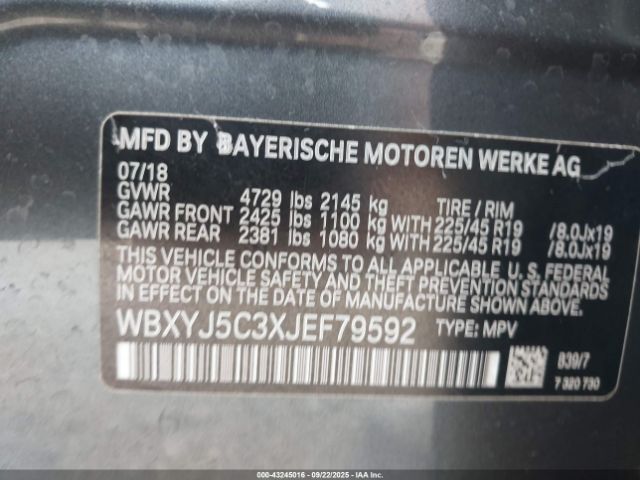 MFD BY BAYERISCHE MOTOREN WERKE AG
07/18
GVWR 4729 lbs 2145 kg TIRE / RIM
GAWR FRONT 2425 lbs 1100 kg WITH 225/45 R19 /8.0Jx19
GAWR REAR 2381 lbs 1080 kg WITH 225/45 R19 /8.0Jx19
THIS VEHICLE CONFORMS TO ALL APPLICABLE U. S. FEDERAL
MOTOR VEHICLE SAFETY AND THEFT PREVENTION STANDARDS
IN EFFECT ON THE DATE OF MANUFACTURE SHOWN ABOVE.
WBXYJ5C3XJEF79592 TYPE: MPV
B39/7
7 320 730
000-43245016 - 09/22/2025 - IAAI.COM